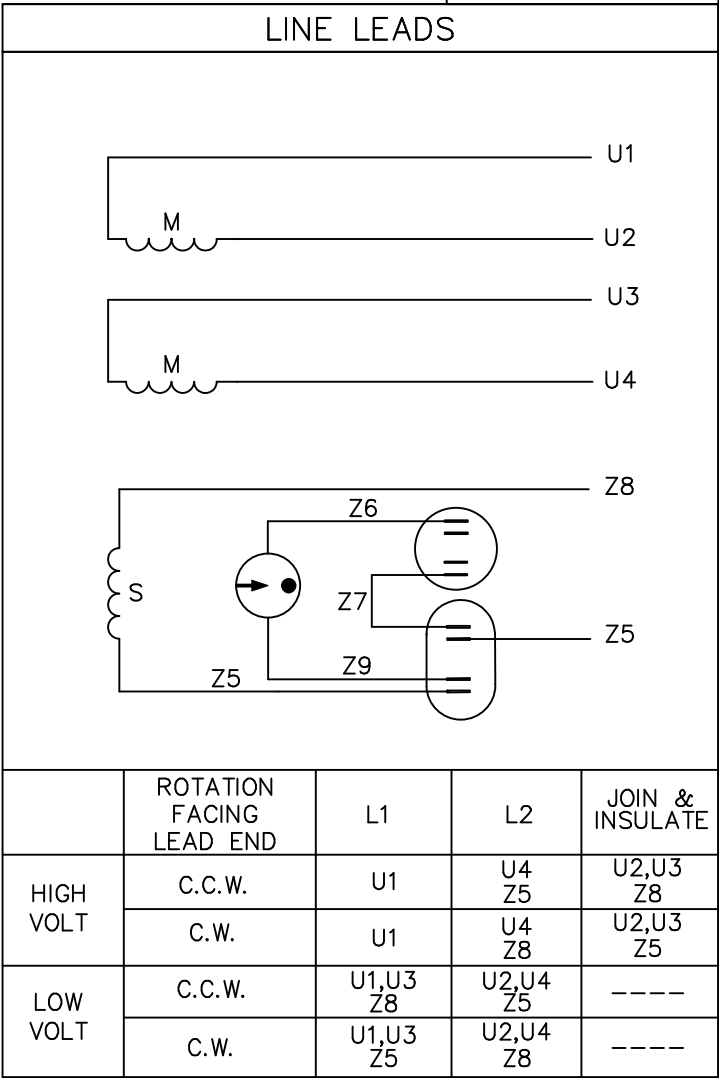 LINE LEADS
U1
M
U2
U3
M
U4
Z8
Z6
S
Z7
Z5
Z9
Z5
ROTATION
FACING
LEAD END
L1
L2
JOIN &
INSULATE
HIGH
VOLT
C.C.W.
U1
U4
Z5
U2,U3
Z8
C.W.
U1
U4
Z8
U2,U3
Z5
LOW
VOLT
C.C.W.
U1,U3
Z8
U2,U4
Z5
----
C.W.
U1,U3
Z5
U2,U4
Z8
----